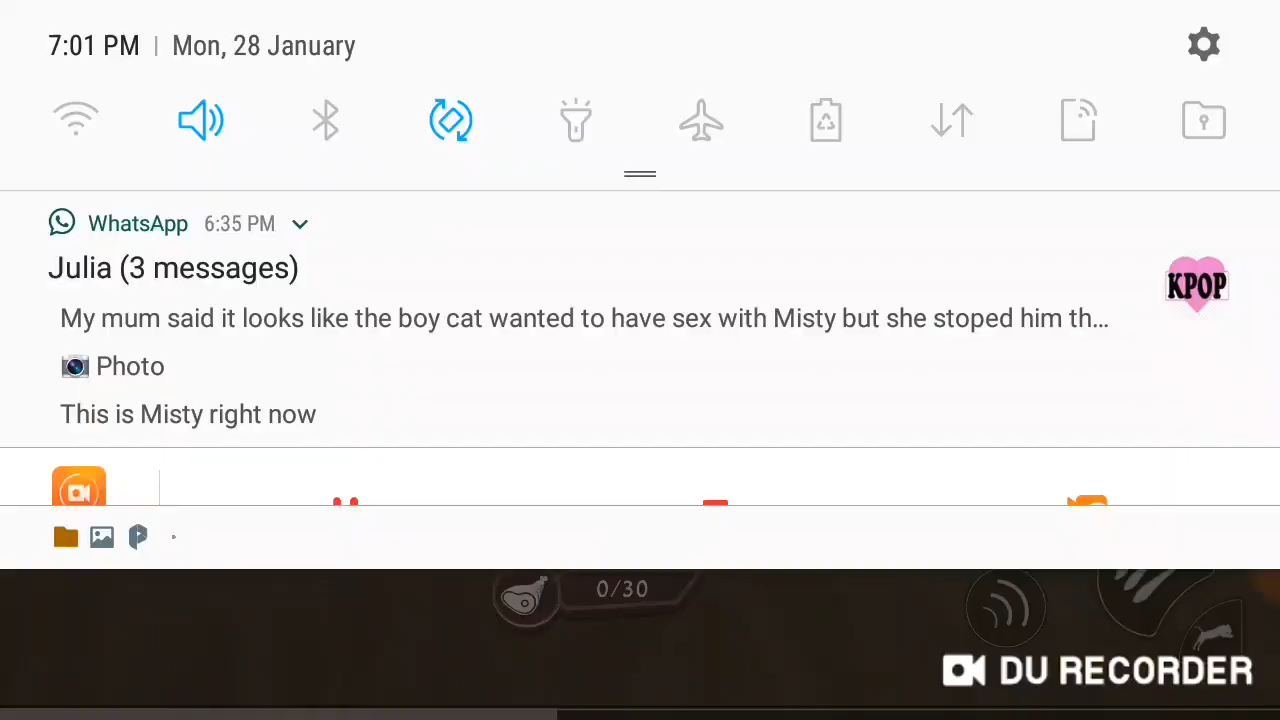 7:01 PM | Mon, 28 January
WhatsApp 6:35 PM
Julia (3 messages)
KPOP
My mum said it looks like the boy cat wanted to have sex with Misty but she stoped him th...
Photo
This is Misty right now
0/30
DU RECORDER